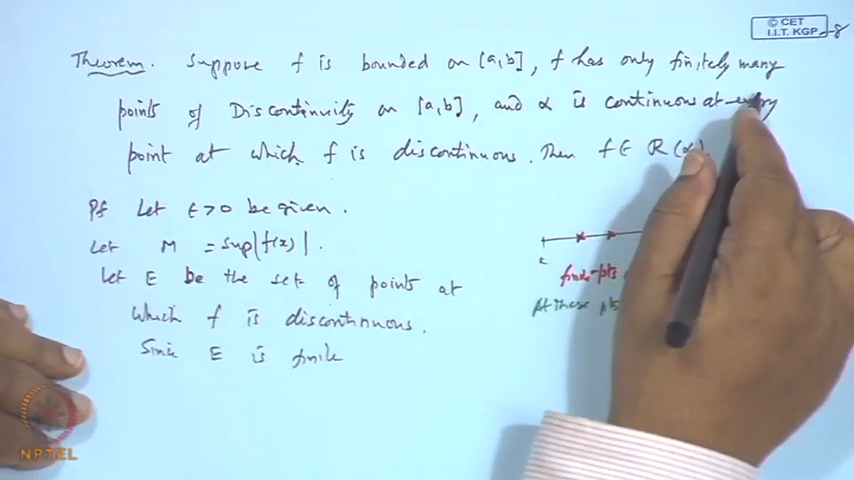 © CET
I.I.T. KGP
-8
Theorem. Suppose f is bounded on [a,b], f has only finitely many
points of Discontinuity on [a,b], and α is continuous at every
point at which f is discontinuous. Then f ∈ R(α)
Pf Let ε>0 be given.
Let M = sup|f(x)|.
Let E be the set of points at
which f is discontinuous.
Since E is finite
finite-pts
At these pts
NPTEL